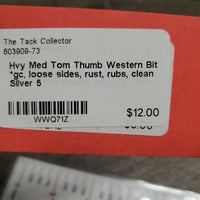 The Tack Collector
603909-73
Hvy Med Tom Thumb Western Bit
*gc, loose sides, rust, rubs, clean
Silver 5
$12.00
WWQ71Z